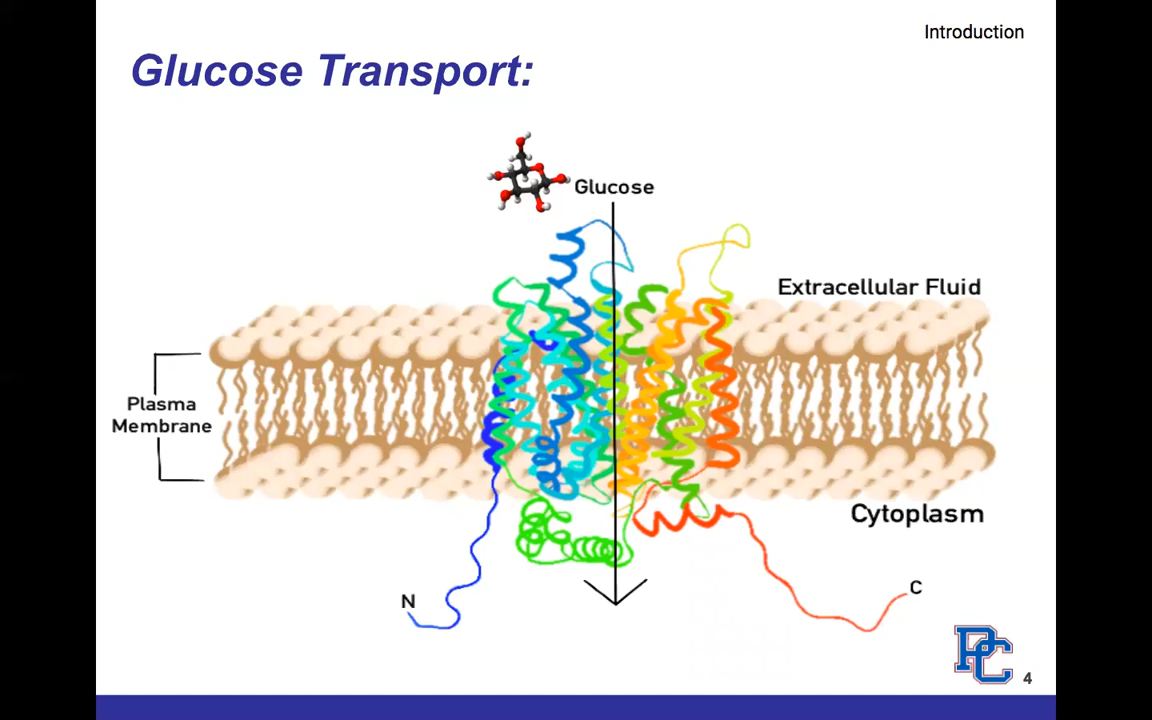 Introduction
Glucose Transport:
Glucose
Extracellular Fluid
Plasma
Membrane
Cytoplasm
N
C
PC
4